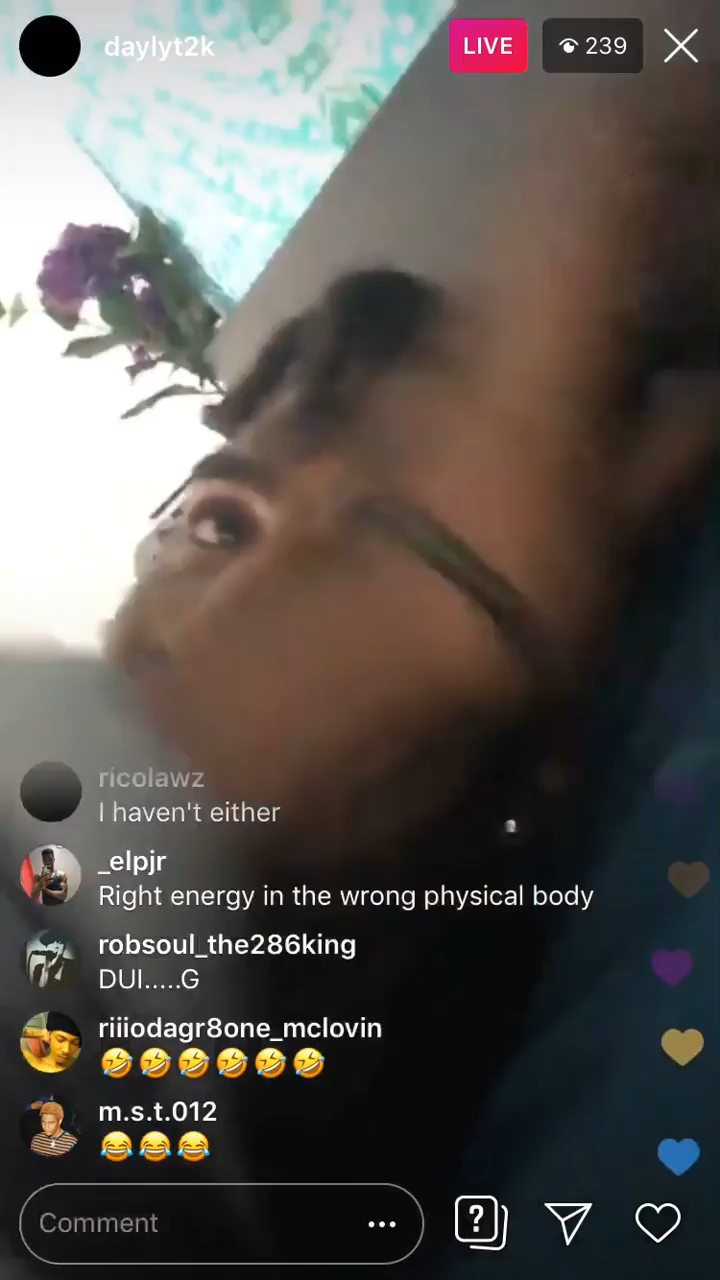 daylyt2k
LIVE
239
ricolawz
I haven't either
_elpjr
Right energy in the wrong physical body
robsoul_the286king
DUI.....G
riiiodagr8one_mclovin
🤣🤣🤣🤣🤣🤣
m.s.t.012
😂😂😂
Comment